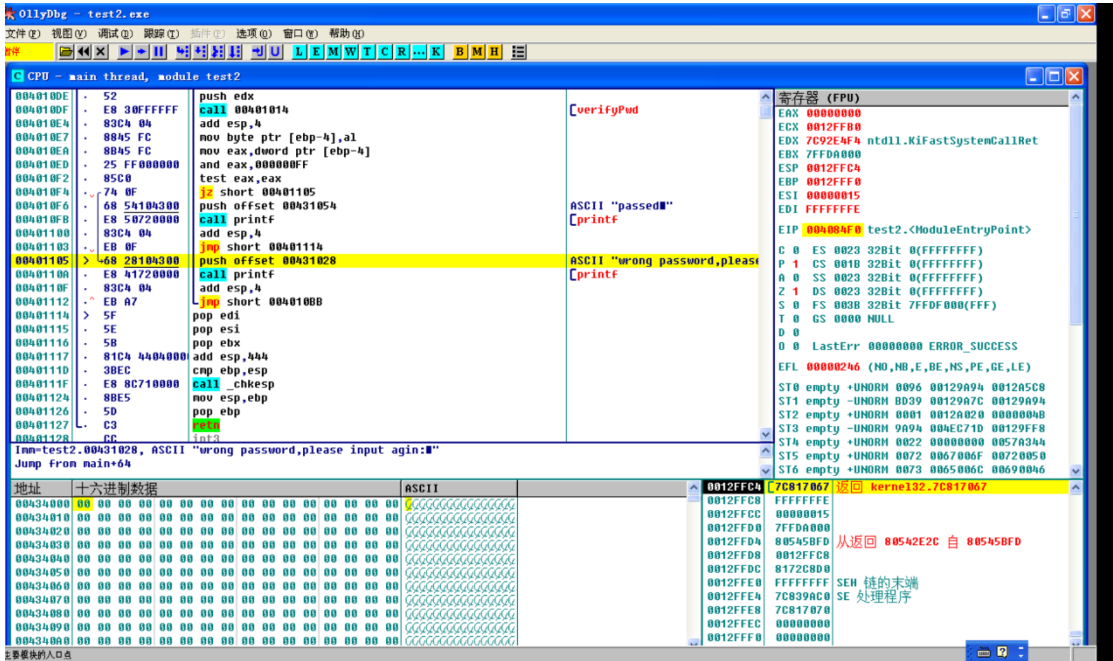 OllyDbg - test2.exe
文件(F) 视图(V) 调试(D) 跟踪(T) 插件(P) 选项(O) 窗口(W) 帮助(H)
L E M W T C R ... K B M H
C CPU - main thread, module test2
004010DE . 52 push edx
004010DF . E8 30FFFFFF call 00401014 verifyPwd
004010E4 . 83C4 04 add esp,4
004010E7 . 8845 FC mov byte ptr [ebp-4],al
004010EA . 8B45 FC mov eax,dword ptr [ebp-4]
004010ED . 25 FF000000 and eax,000000FF
004010F2 . 85C0 test eax,eax
004010F4 . 74 0F jz short 00401105
004010F6 . 68 54104300 push offset 00431054 ASCII "passed"
004010FB . E8 50720000 call printf printf
00401100 . 83C4 04 add esp,4
00401103 . EB 0F jmp short 00401114
00401105 > 68 28104300 push offset 00431028 ASCII "wrong password,please
0040110A . E8 41720000 call printf printf
0040110F . 83C4 04 add esp,4
00401112 . EB A7 jmp short 004010BB
00401114 > 5F pop edi
00401115 . 5E pop esi
00401116 . 5B pop ebx
00401117 . 81C4 44040000 add esp,444
0040111D . 3BEC cmp ebp,esp
0040111F . E8 8C710000 call _chkesp
00401124 . 8BE5 mov esp,ebp
00401126 . 5D pop ebp
00401127 . C3 retn
00401128 CC int3
Imm=test2.00431028, ASCII "wrong password,please input agin:"
Jump from main+64
寄存器 (FPU)
EAX 00000000
ECX 0012FFB0
EDX 7C92E4F4 ntdll.KiFastSystemCallRet
EBX 7FFDA000
ESP 0012FFC4
EBP 0012FFF0
ESI 00000015
EDI FFFFFFFE
EIP 004084F0 test2.<ModuleEntryPoint>
C 0 ES 0023 32Bit 0(FFFFFFFF)
P 1 CS 001B 32Bit 0(FFFFFFFF)
A 0 SS 0023 32Bit 0(FFFFFFFF)
Z 1 DS 0023 32Bit 0(FFFFFFFF)
S 0 FS 003B 32Bit 7FFDF000(FFF)
T 0 GS 0000 NULL
D 0
O 0 LastErr 00000000 ERROR_SUCCESS
EFL 00000246 (NO,NB,E,BE,NS,PE,GE,LE)
ST0 empty +UNORM 0096 00129A94 0012A5C8
ST1 empty -UNORM BD39 00129A7C 00129A94
ST2 empty +UNORM 0001 0012A020 0000004B
ST3 empty -UNORM 9A94 004EC71D 00129FF8
ST4 empty +UNORM 0022 00000000 0057A344
ST5 empty +UNORM 0072 0067006F 00720050
ST6 empty +UNORM 0073 0065006C 00690046
地址 十六进制数据 ASCII
00434000 00 00 00 00 00 00 00 00 00 00 00 00 00 00 00 00
00434010 00 00 00 00 00 00 00 00 00 00 00 00 00 00 00 00
00434020 00 00 00 00 00 00 00 00 00 00 00 00 00 00 00 00
00434030 00 00 00 00 00 00 00 00 00 00 00 00 00 00 00 00
00434040 00 00 00 00 00 00 00 00 00 00 00 00 00 00 00 00
00434050 00 00 00 00 00 00 00 00 00 00 00 00 00 00 00 00
00434060 00 00 00 00 00 00 00 00 00 00 00 00 00 00 00 00
00434070 00 00 00 00 00 00 00 00 00 00 00 00 00 00 00 00
00434080 00 00 00 00 00 00 00 00 00 00 00 00 00 00 00 00
00434090 00 00 00 00 00 00 00 00 00 00 00 00 00 00 00 00
004340A0 00 00 00 00 00 00 00 00 00 00 00 00 00 00 00 00
0012FFC4 7C817067 返回 kernel32.7C817067
0012FFC8 FFFFFFFE
0012FFCC 00000015
0012FFD0 7FFDA000
0012FFD4 80545BFD 从返回 80542E2C 自 80545BFD
0012FFD8 0012FFC8
0012FFDC 8172C8D0
0012FFE0 FFFFFFFF SEH 链的末端
0012FFE4 7C839AC0 SE 处理程序
0012FFE8 7C817070
0012FFEC 00000000
0012FFF0 00000000
主要模块的入口点